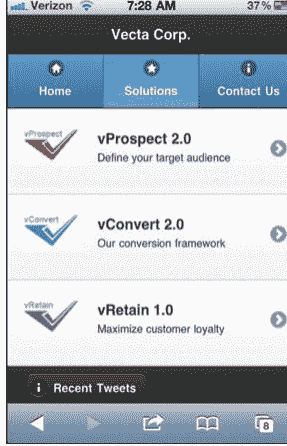 Verizon 7:28 AM 37%
Vecta Corp.
Home Solutions Contact Us
vProspect
vProspect 2.0
Define your target audience
vConvert
vConvert 2.0
Our conversion framework
vRetain
vRetain 1.0
Maximize customer loyalty
i Recent Tweets
8